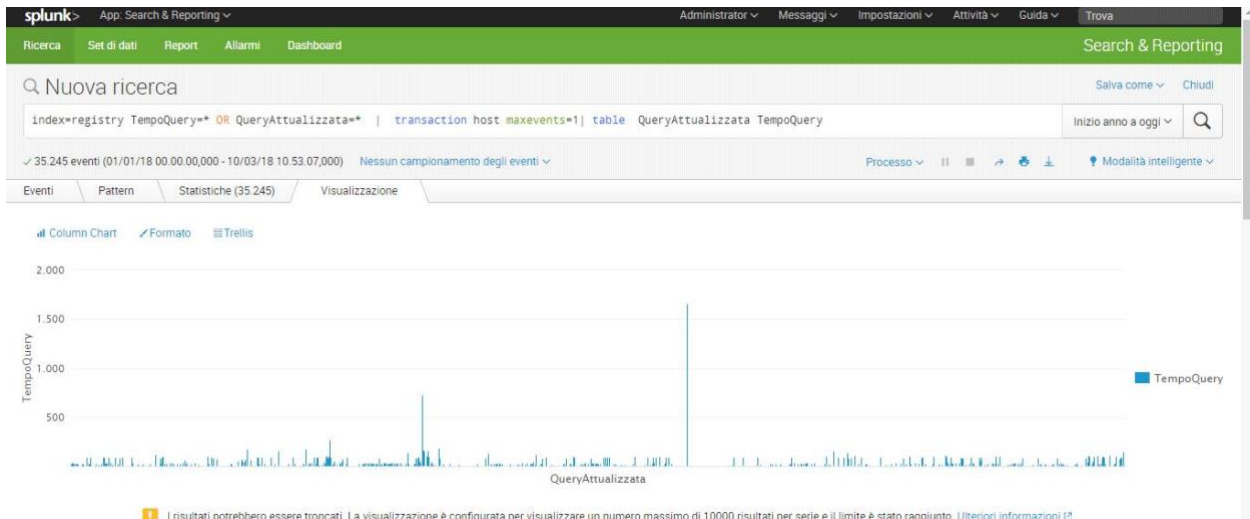 splunk> App: Search & Reporting Administrator Messaggi Impostazioni Attività Guida Trova
Ricerca Set di dati Report Allarmi Dashboard Search & Reporting
Nuova ricerca Salva come Chiudi
index=registry TempoQuery=* OR QueryAttualizzata=* | transaction host maxevents=1| table QueryAttualizzata TempoQuery Inizio anno a oggi
35.245 eventi (01/01/18 00.00.00,000 - 10/03/18 10.53.07,000) Nessun campionamento degli eventi Processo Modalità intelligente
Eventi Pattern Statistiche (35.245) Visualizzazione
Column Chart Formato Trellis
2.000
1.500
1.000
500
TempoQuery
TempoQuery
QueryAttualizzata
I risultati potrebbero essere troncati. La visualizzazione è configurata per visualizzare un numero massimo di 10000 risultati per serie e il limite è stato raggiunto. Ulteriori informazioni